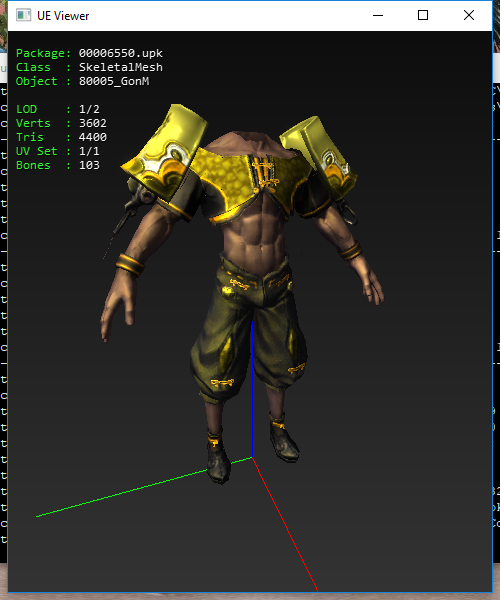 UE Viewer
Package: 00006550.upk
Class : SkeletalMesh
Object : 80005_GonM
LOD : 1/2
Verts : 3602
Tris : 4400
UV Set : 1/1
Bones : 103